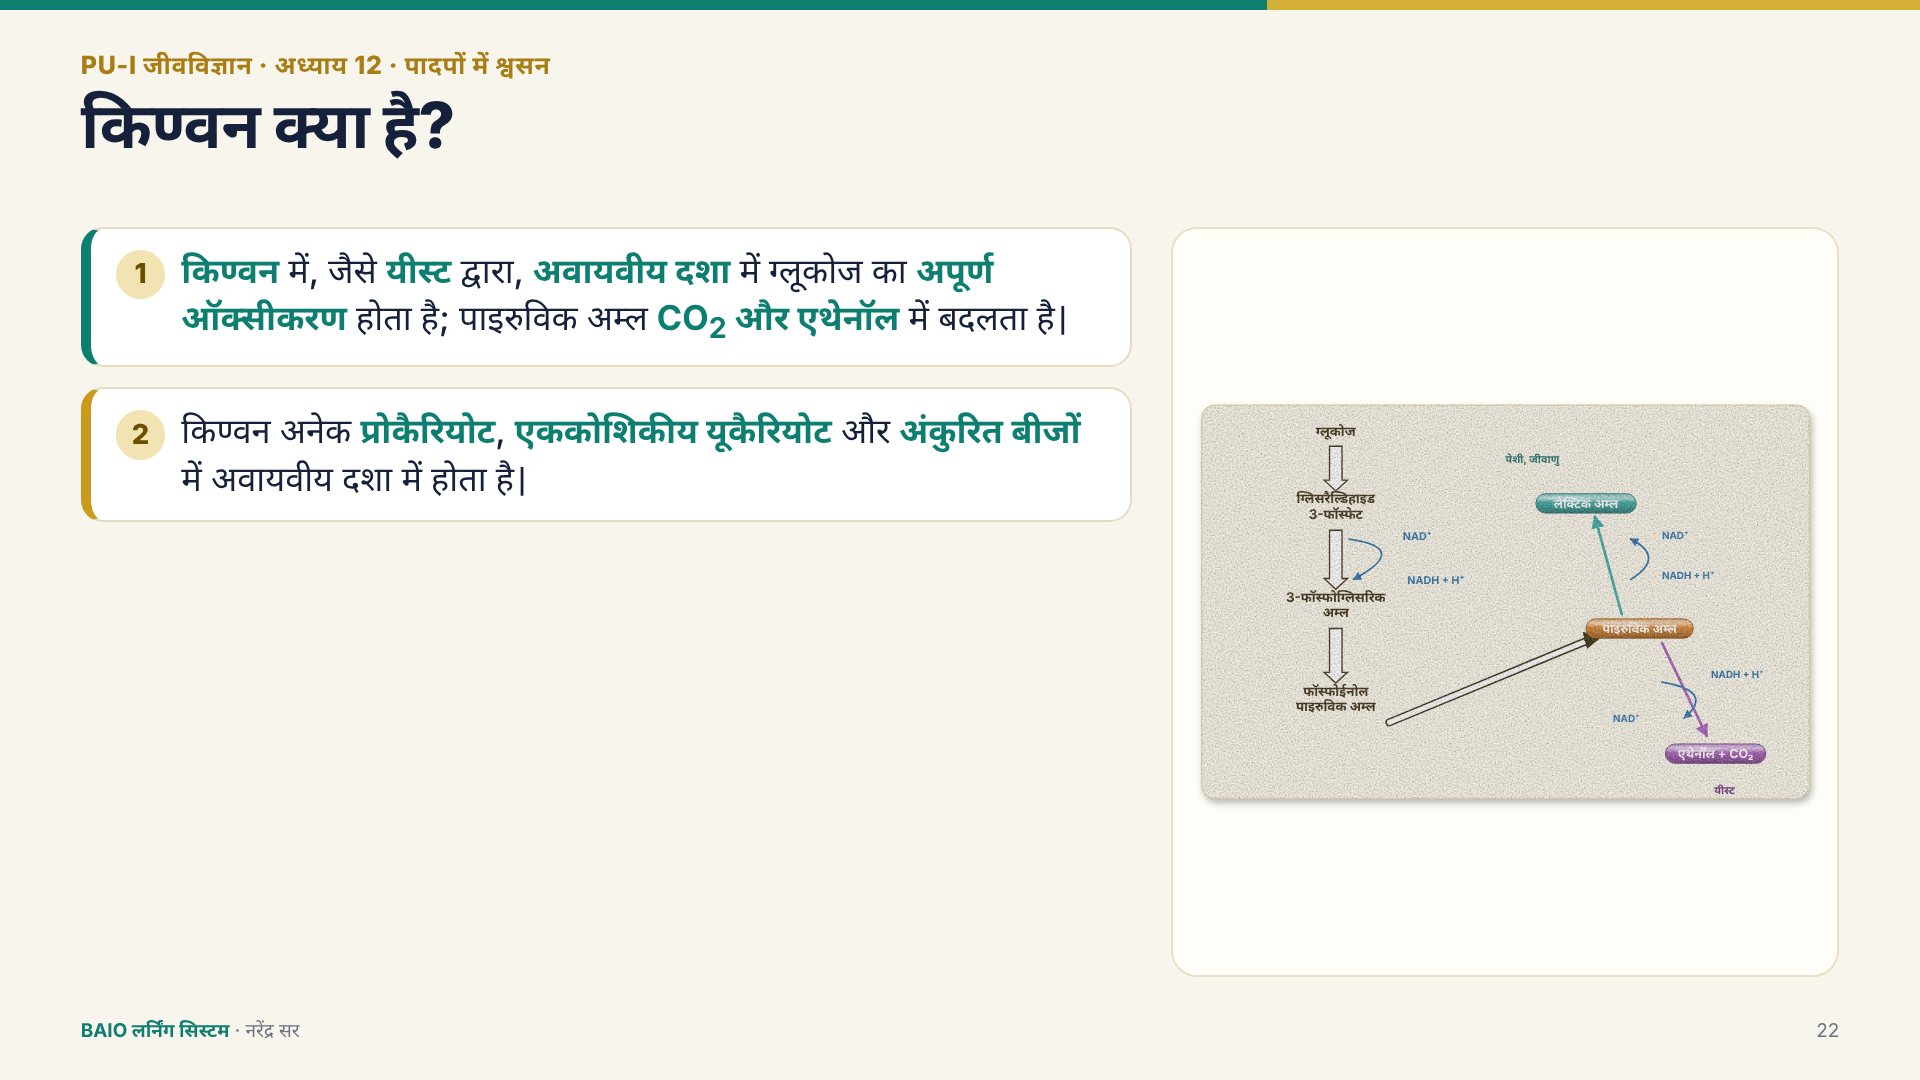 PU-I जीवविज्ञान · अध्याय 12 · पादपों में श्वसन
किण्वन क्या है?
1
किण्वन में, जैसे यीस्ट द्वारा, अवायवीय दशा में ग्लूकोज का अपूर्ण
ऑक्सीकरण होता है; पाइरुविक अम्ल CO₂ और एथेनॉल में बदलता है|
2
किण्वन अनेक प्रोकैरियोट, एककोशिकीय यूकैरियोट और अंकुरित बीजों
में अवायवीय दशा में होता है|
ग्लूकोज
ग्लिसरैल्डिहाइड
3-फॉस्फेट
NAD⁺
NADH + H⁺
3-फॉस्फोग्लिसरिक
अम्ल
फॉस्फोईनोल
पाइरुविक अम्ल
पेशी, जीवाणु
लैक्टिक अम्ल
NAD⁺
NADH + H⁺
पाइरुविक अम्ल
NADH + H⁺
NAD⁺
एथेनॉल + CO₂
यीस्ट
BAIO लर्निंग सिस्टम · नरेंद्र सर
22